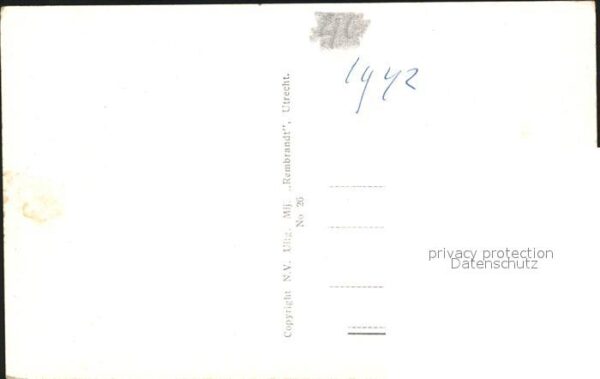 1942
Copyright N.V. Uitg. Mij „Rembrandt", Utrecht.
No 26
privacy protection
Datenschutz